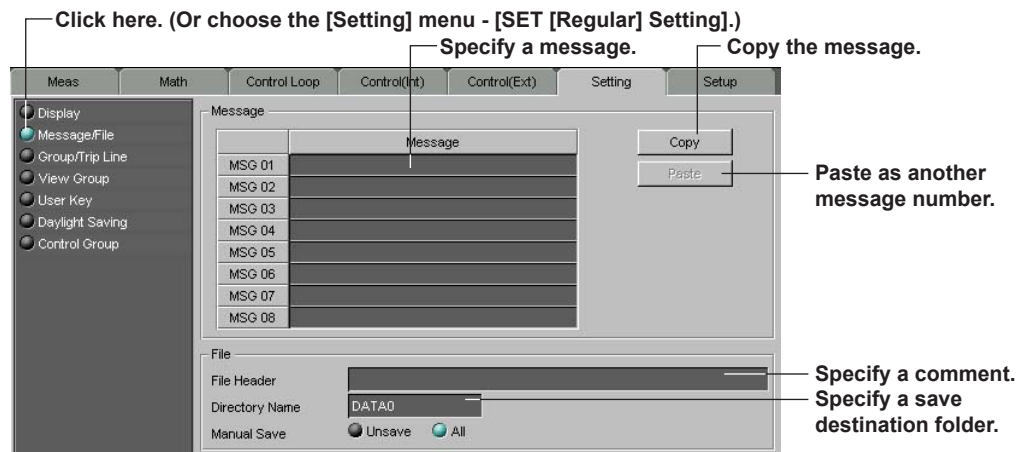 Click here. (Or choose the [Setting] menu - [SET [Regular] Setting].)
Specify a message.
Copy the message.
Meas Math Control Loop Control(Int) Control(Ext) Setting Setup
Display
Message/File
Group/Trip Line
View Group
User Key
Daylight Saving
Control Group
Message
Message
MSG 01
MSG 02
MSG 03
MSG 04
MSG 05
MSG 06
MSG 07
MSG 08
Copy
Paste
Paste as another
message number.
File
File Header
Directory Name DATA0
Manual Save Unsave All
Specify a comment.
Specify a save
destination folder.